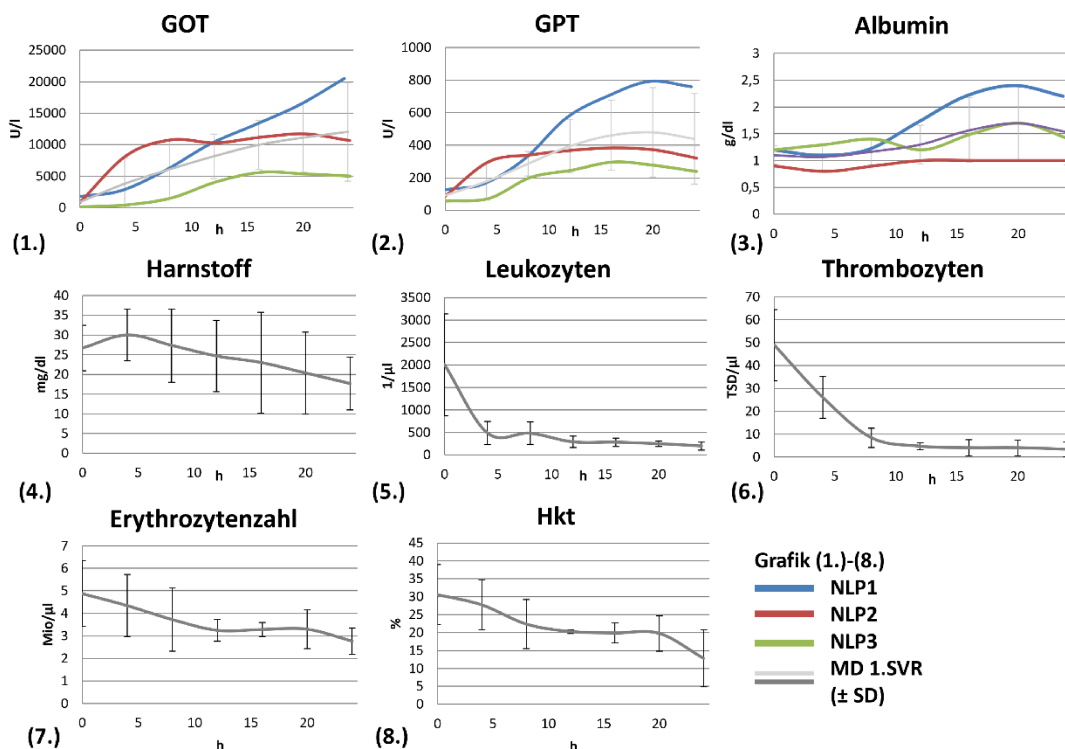 GOT
25000
20000
15000
10000
5000
0
U/l
0 5 10 15 20
h
(1.)
GPT
1000
800
600
400
200
0
U/l
0 5 10 15 20
h
(2.)
Albumin
3
2,5
2
1,5
1
0,5
0
g/dl
0 5 10 15 20
h
(3.)
Harnstoff
40
35
30
25
20
15
10
5
0
mg/dl
0 5 10 15 20
h
(4.)
Leukozyten
3500
3000
2500
2000
1500
1000
500
0
1/µl
0 5 10 15 20
h
(5.)
Thrombozyten
70
60
50
40
30
20
10
0
TSD/µl
0 5 10 15 20
h
(6.)
Erythrozytenzahl
7
6
5
4
3
2
1
0
Mio/µl
0 5 10 15 20
h
(7.)
Hkt
45
40
35
30
25
20
15
10
5
0
%
0 5 10 15 20
h
(8.)
Grafik (1.)-(8.)
NLP1
NLP2
NLP3
MD 1.SVR
(± SD)